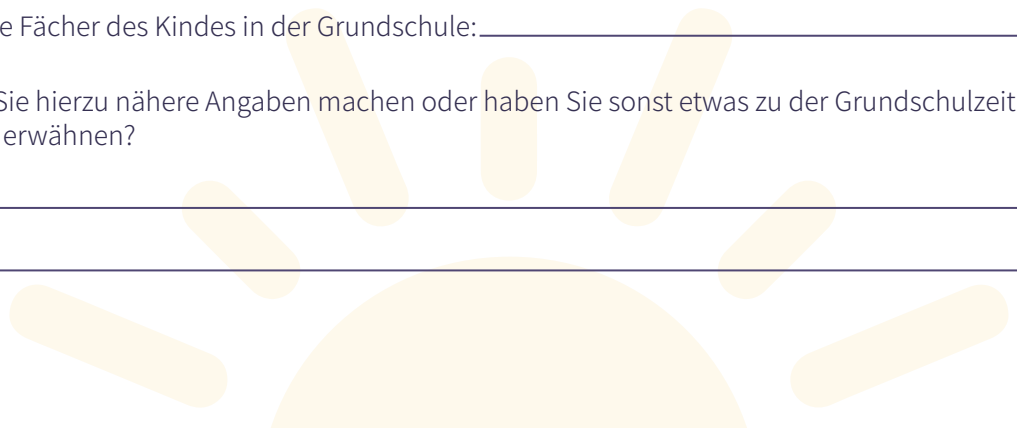 e Fächer des Kindes in der Grundschule:
Sie hierzu nähere Angaben machen oder haben Sie sonst etwas zu der Grundschulzeit
erwähnen?